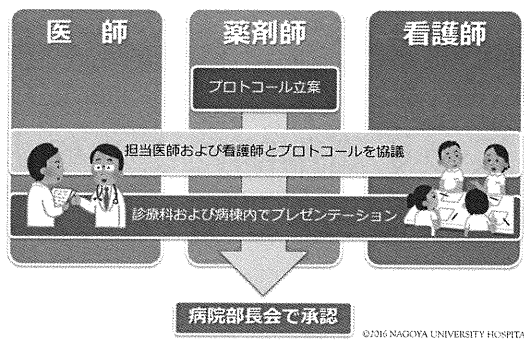 医 師
薬剤師
看護師
プロトコール立案
担当医師および看護師とプロトコールを協議
診療科および病棟内でプレゼンテーション
病院部長会で承認
©2016 NAGOYA UNIVERSITY HOSPITA